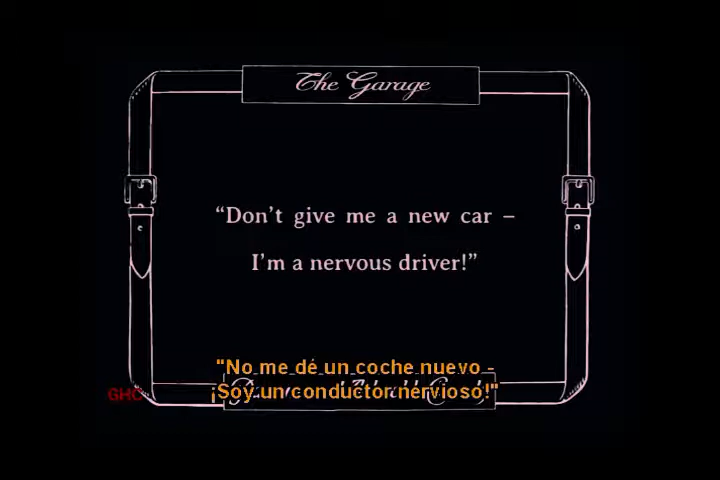 The Garage
“Don’t give me a new car –
I’m a nervous driver!”
"No me dé un coche nuevo -
¡Soy un conductor nervioso!"
GHC